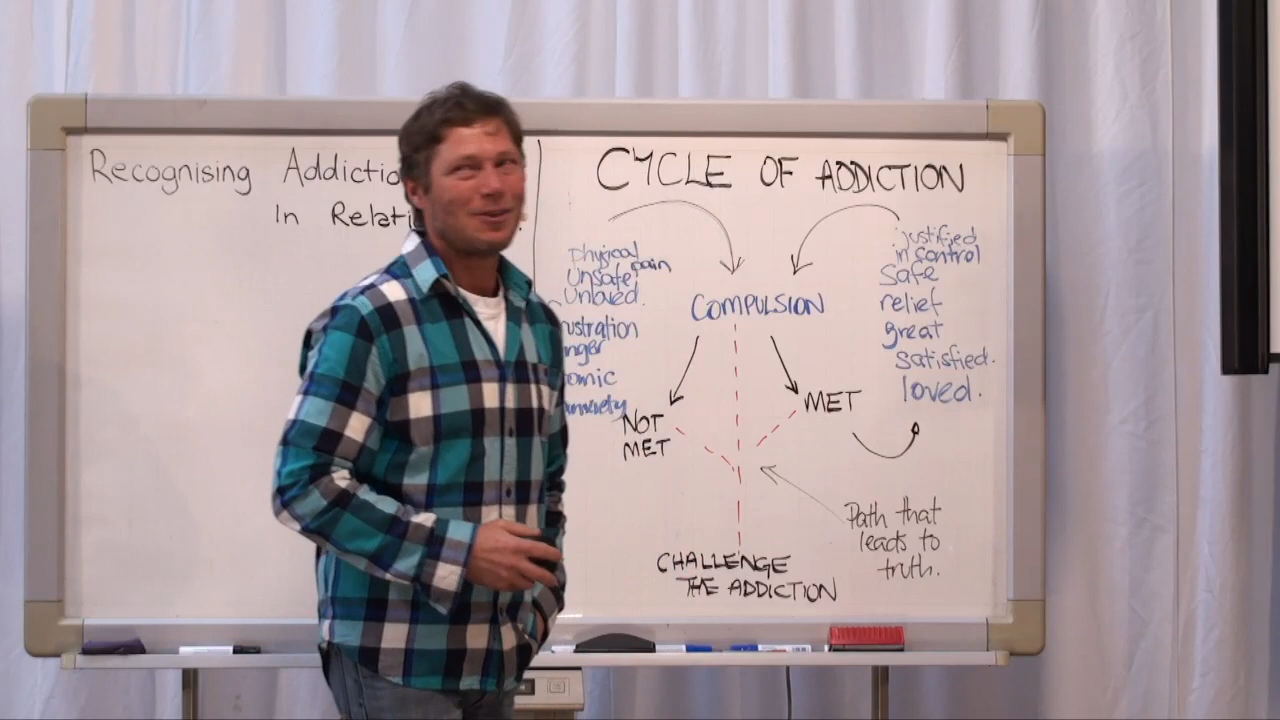 Recognising Addictio
In Relati
CYCLE OF ADDICTION
physical
pain
Unsafe
Unloved.
rustration
nger
COMPULSION
NOT
MET
MET
justified
in control
safe
relief
great
satisfied.
loved.
Path that
leads to
truth.
CHALLENGE
THE ADDICTION